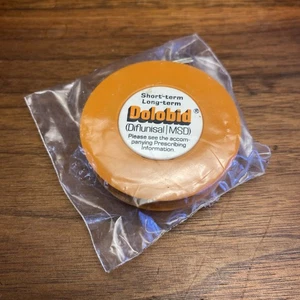 Short-term
Long-term
Dolobid®
(Diflunisal|MSD)
Please see the accom-
panying Prescribing
Information.